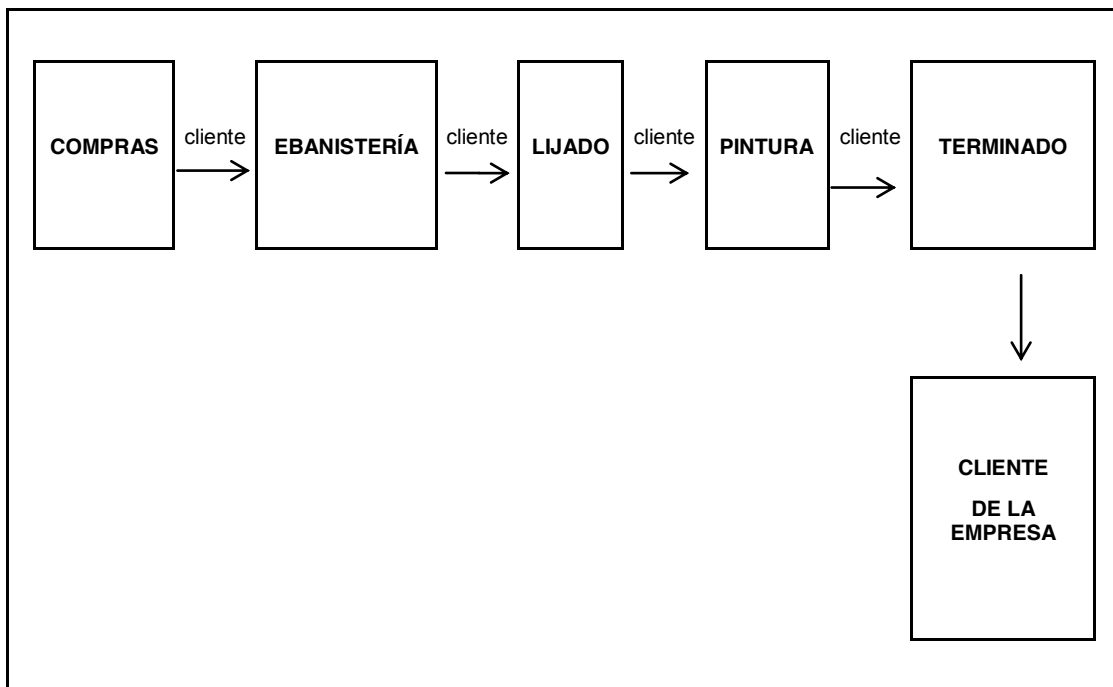 COMPRAS
cliente
EBANISTERÍA
cliente
LIJADO
cliente
PINTURA
cliente
TERMINADO
CLIENTE
DE LA
EMPRESA